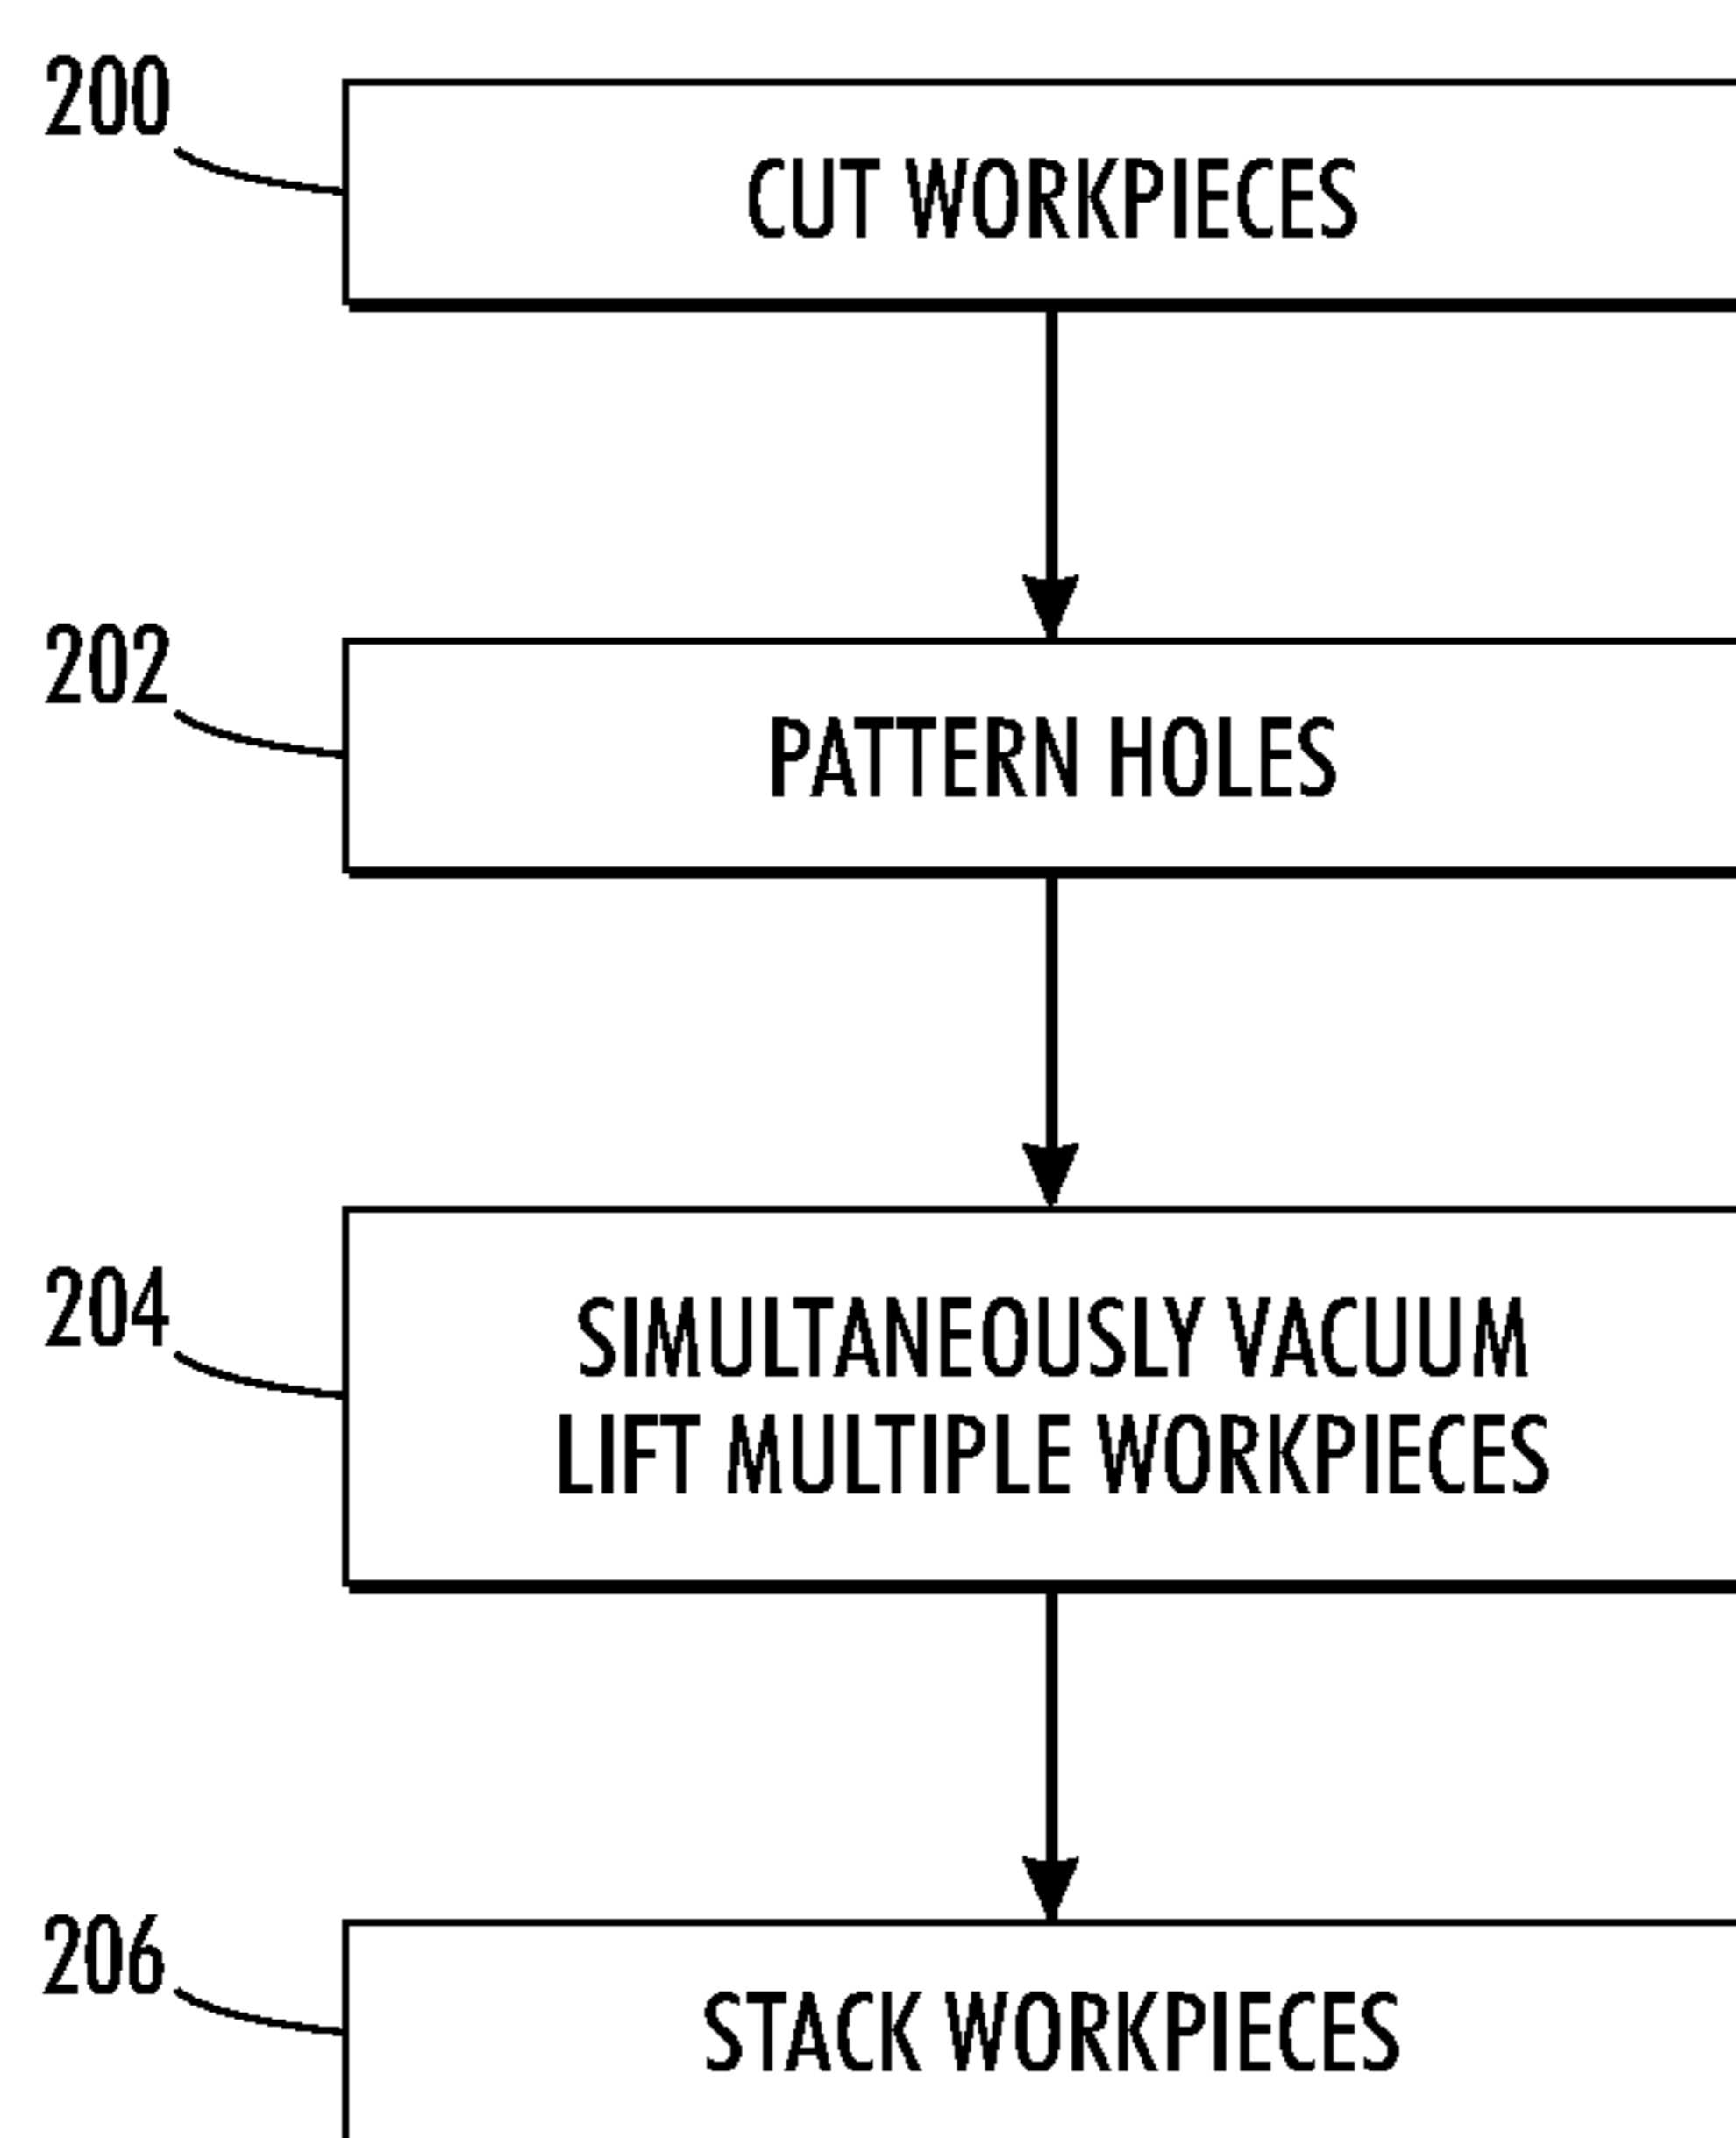 200
CUT WORKPIECES
202
PATTERN HOLES
204
SIMULTANEOUSLY VACUUM
LIFT MULTIPLE WORKPIECES
206
STACK WORKPIECES